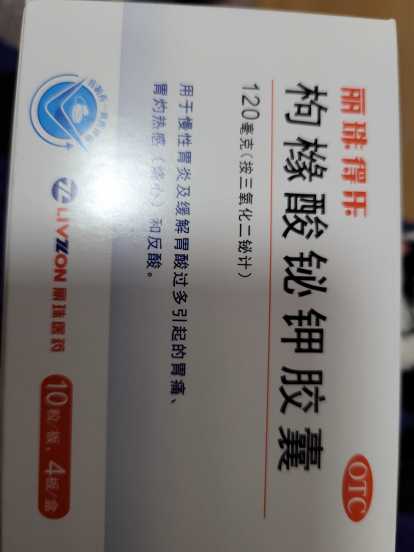 丽珠得乐
枸橼酸铋钾胶囊
OTC
120毫克(按三氧化二铋计)
用于慢性胃炎及缓解胃酸过多引起的胃痛、
胃灼热感(烧心)和反酸。
LIVZON 丽珠医药
10粒/板、4板/盒